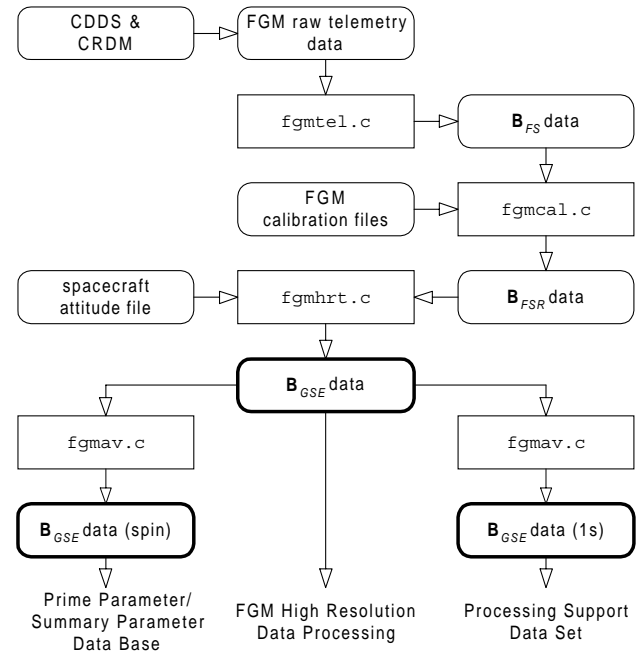 CDDS &
CRDM
FGM raw telemetry
data
fgmtel.c
B_FS data
FGM
calibration files
fgmcal.c
spacecraft
attitude file
fgmhrt.c
B_FSR data
B_GSE data
fgmav.c
fgmav.c
B_GSE data (spin)
B_GSE data (1s)
Prime Parameter/
Summary Parameter
Data Base
FGM High Resolution
Data Processing
Processing Support
Data Set